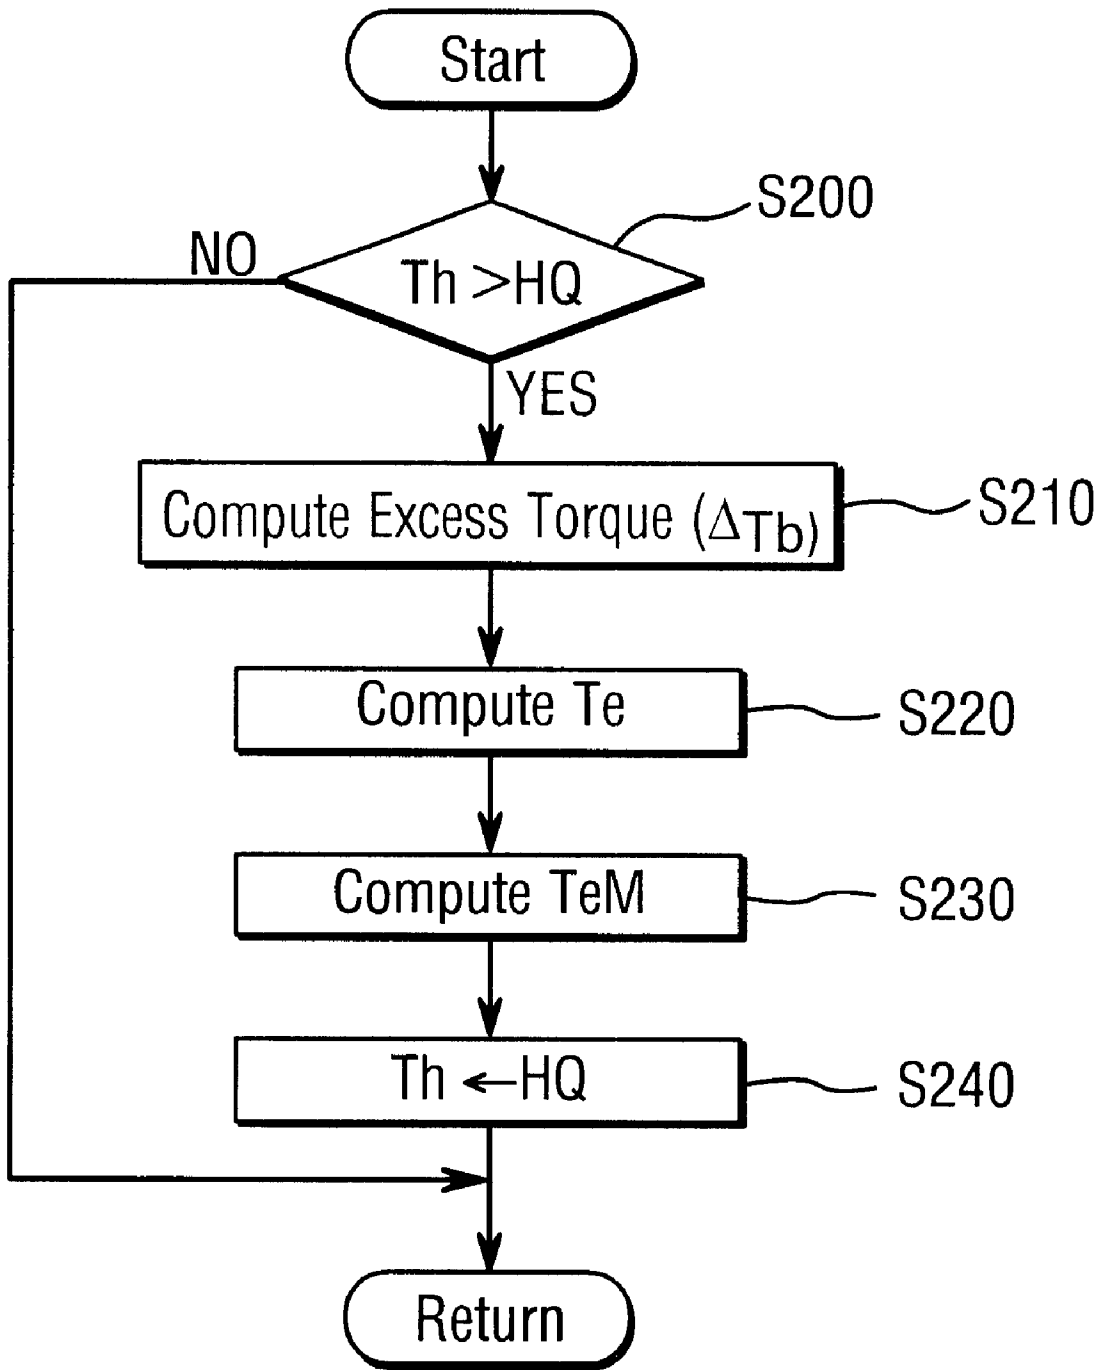 Start
S200
NO
Th >HQ
YES
Compute Excess Torque (ΔTb)
S210
Compute Te
S220
Compute TeM
S230
Th ←HQ
S240
Return